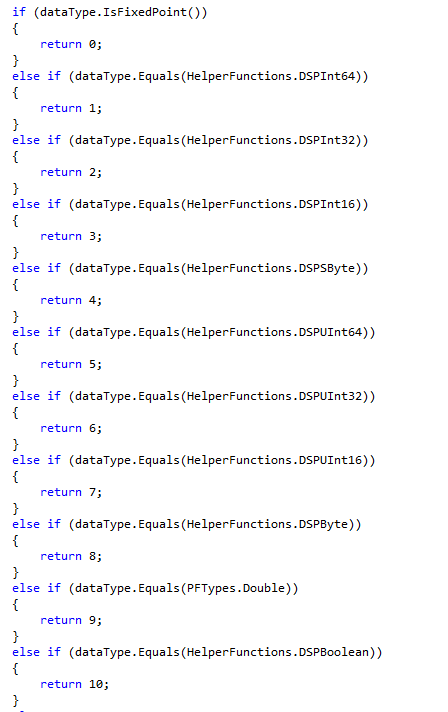 if (dataType.IsFixedPoint())
{
    return 0;
}
else if (dataType.Equals(HelperFunctions.DSPInt64))
{
    return 1;
}
else if (dataType.Equals(HelperFunctions.DSPInt32))
{
    return 2;
}
else if (dataType.Equals(HelperFunctions.DSPInt16))
{
    return 3;
}
else if (dataType.Equals(HelperFunctions.DSPSByte))
{
    return 4;
}
else if (dataType.Equals(HelperFunctions.DSPUInt64))
{
    return 5;
}
else if (dataType.Equals(HelperFunctions.DSPUInt32))
{
    return 6;
}
else if (dataType.Equals(HelperFunctions.DSPUInt16))
{
    return 7;
}
else if (dataType.Equals(HelperFunctions.DSPByte))
{
    return 8;
}
else if (dataType.Equals(PFTypes.Double))
{
    return 9;
}
else if (dataType.Equals(HelperFunctions.DSPBoolean))
{
    return 10;
}